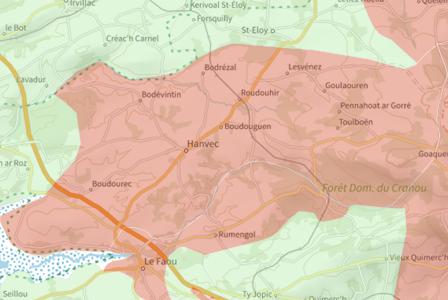 Irvillac
Kerivoal St-Eloy
Forsquilly
le Bot
Créac'h Carnel
St-Eloy
Lavadur
Bodrézal
Lesvénez
Goulaouren
Bodévintin
Roudouhir
Pennahoat ar Gorré
Toulboën
Boudouguen
Hanvec
Goaque
n ar Roz
Boudourec
Forêt Dom. du Cranou
Rumengol
Le Faou
Vieux Quimerc'h
Seillou
Ty Jopic
Quimerc'h